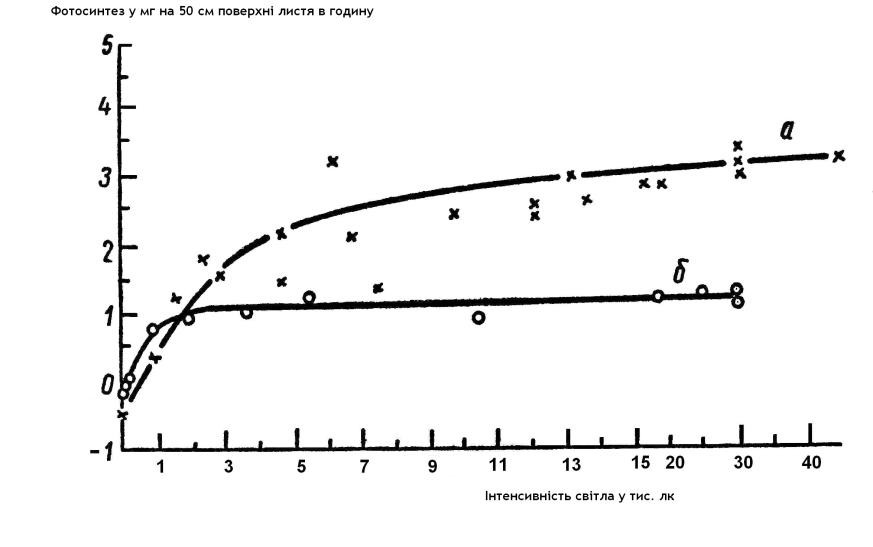 Фотосинтез у мг на 50 см поверхні листя в годину
5
4
3
2
1
0
-1
а
б
1 3 5 7 9 11 13 15 20 30 40
Інтенсивність світла у тис. лк